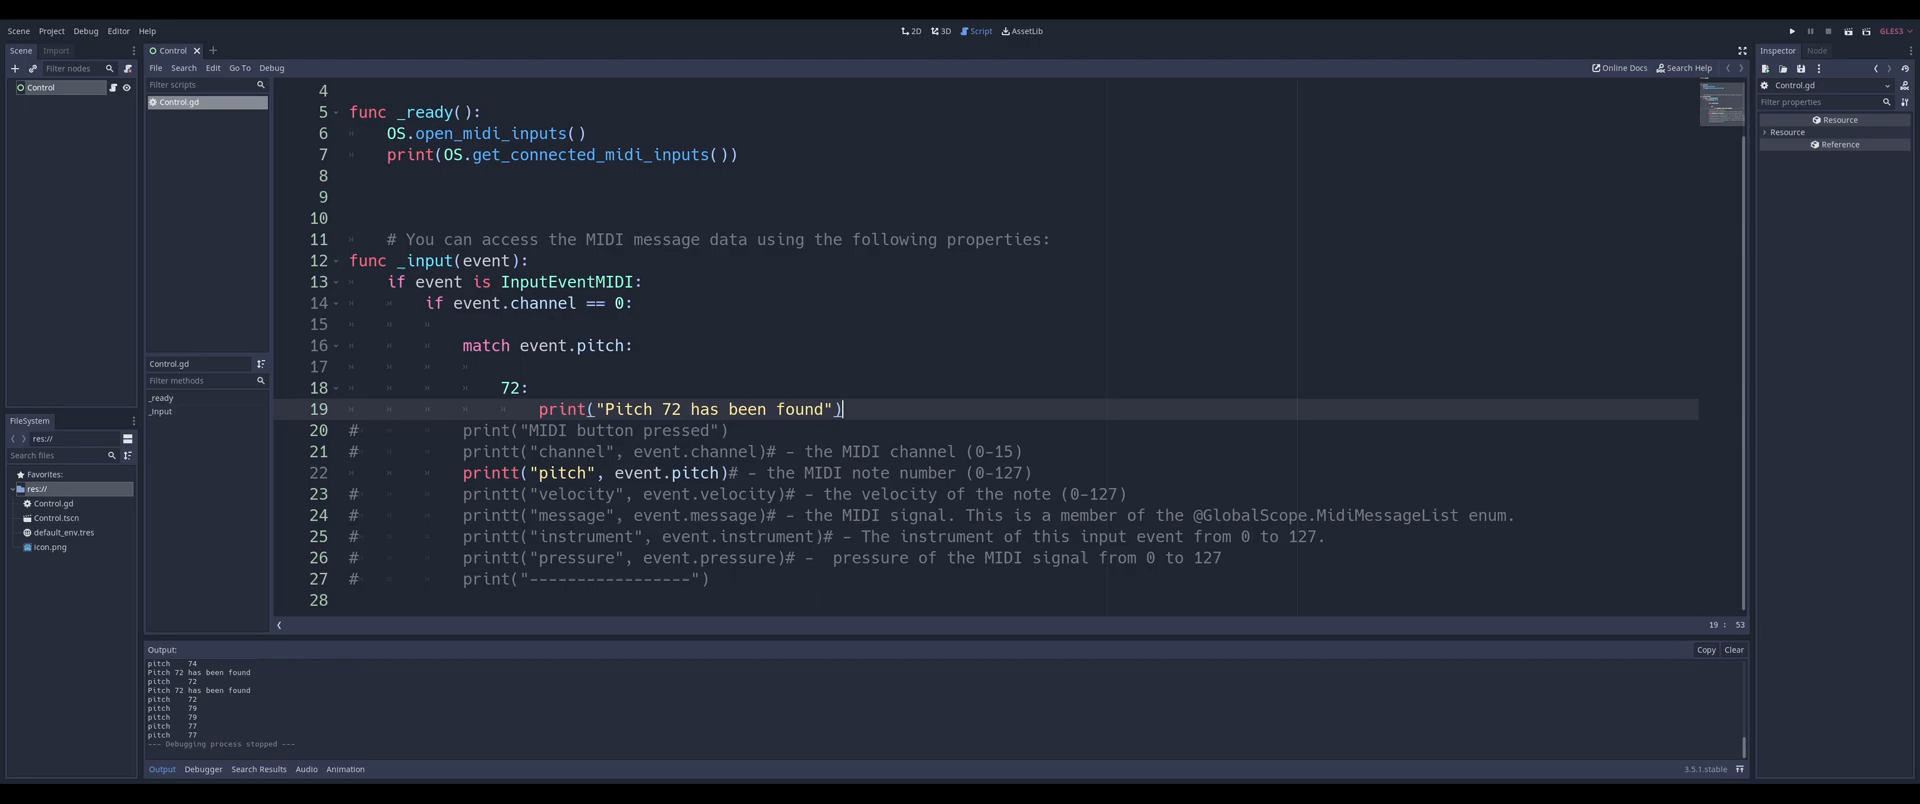 Scene Project Debug Editor Help
2D 3D Script AssetLib
GLES3
Scene Import
Filter nodes
Control
FileSystem
res://
Search files
Favorites:
res://
Control.gd
Control.tscn
default_env.tres
icon.png
Control
File Search Edit Go To Debug
Online Docs Search Help
Filter scripts
Control.gd
Control.gd
Filter methods
_ready
_input
4
5 func _ready():
6 OS.open_midi_inputs()
7 print(OS.get_connected_midi_inputs())
8
9
10
11 # You can access the MIDI message data using the following properties:
12 func _input(event):
13 if event is InputEventMIDI:
14 if event.channel == 0:
15
16 match event.pitch:
17
18 72:
19 print("Pitch 72 has been found")
20 # print("MIDI button pressed")
21 # printt("channel", event.channel)# - the MIDI channel (0-15)
22 printt("pitch", event.pitch)# - the MIDI note number (0-127)
23 # printt("velocity", event.velocity)# - the velocity of the note (0-127)
24 # printt("message", event.message)# - the MIDI signal. This is a member of the @GlobalScope.MidiMessageList enum.
25 # printt("instrument", event.instrument)# - The instrument of this input event from 0 to 127.
26 # printt("pressure", event.pressure)# -  pressure of the MIDI signal from 0 to 127
27 # print("-----------------")
28
19 : 53
Output:
Copy Clear
pitch 74
Pitch 72 has been found
pitch 72
Pitch 72 has been found
pitch 72
pitch 79
pitch 79
pitch 77
pitch 77
--- Debugging process stopped ---
Output Debugger Search Results Audio Animation
3.5.1.stable
Inspector Node
Control.gd
Filter properties
Resource
Resource
Reference